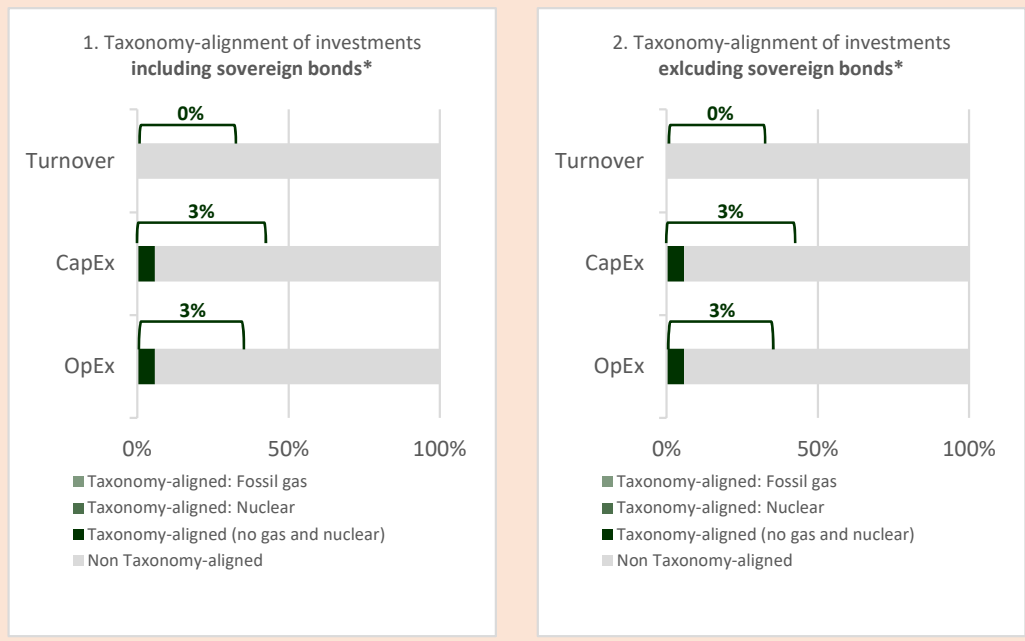 1. Taxonomy-alignment of investments
including sovereign bonds*
0%
Turnover
3%
CapEx
3%
OpEx
0% 50% 100%
Taxonomy-aligned: Fossil gas
Taxonomy-aligned: Nuclear
Taxonomy-aligned (no gas and nuclear)
Non Taxonomy-aligned
2. Taxonomy-alignment of investments
exlcuding sovereign bonds*
0%
Turnover
3%
CapEx
3%
OpEx
0% 50% 100%
Taxonomy-aligned: Fossil gas
Taxonomy-aligned: Nuclear
Taxonomy-aligned (no gas and nuclear)
Non Taxonomy-aligned